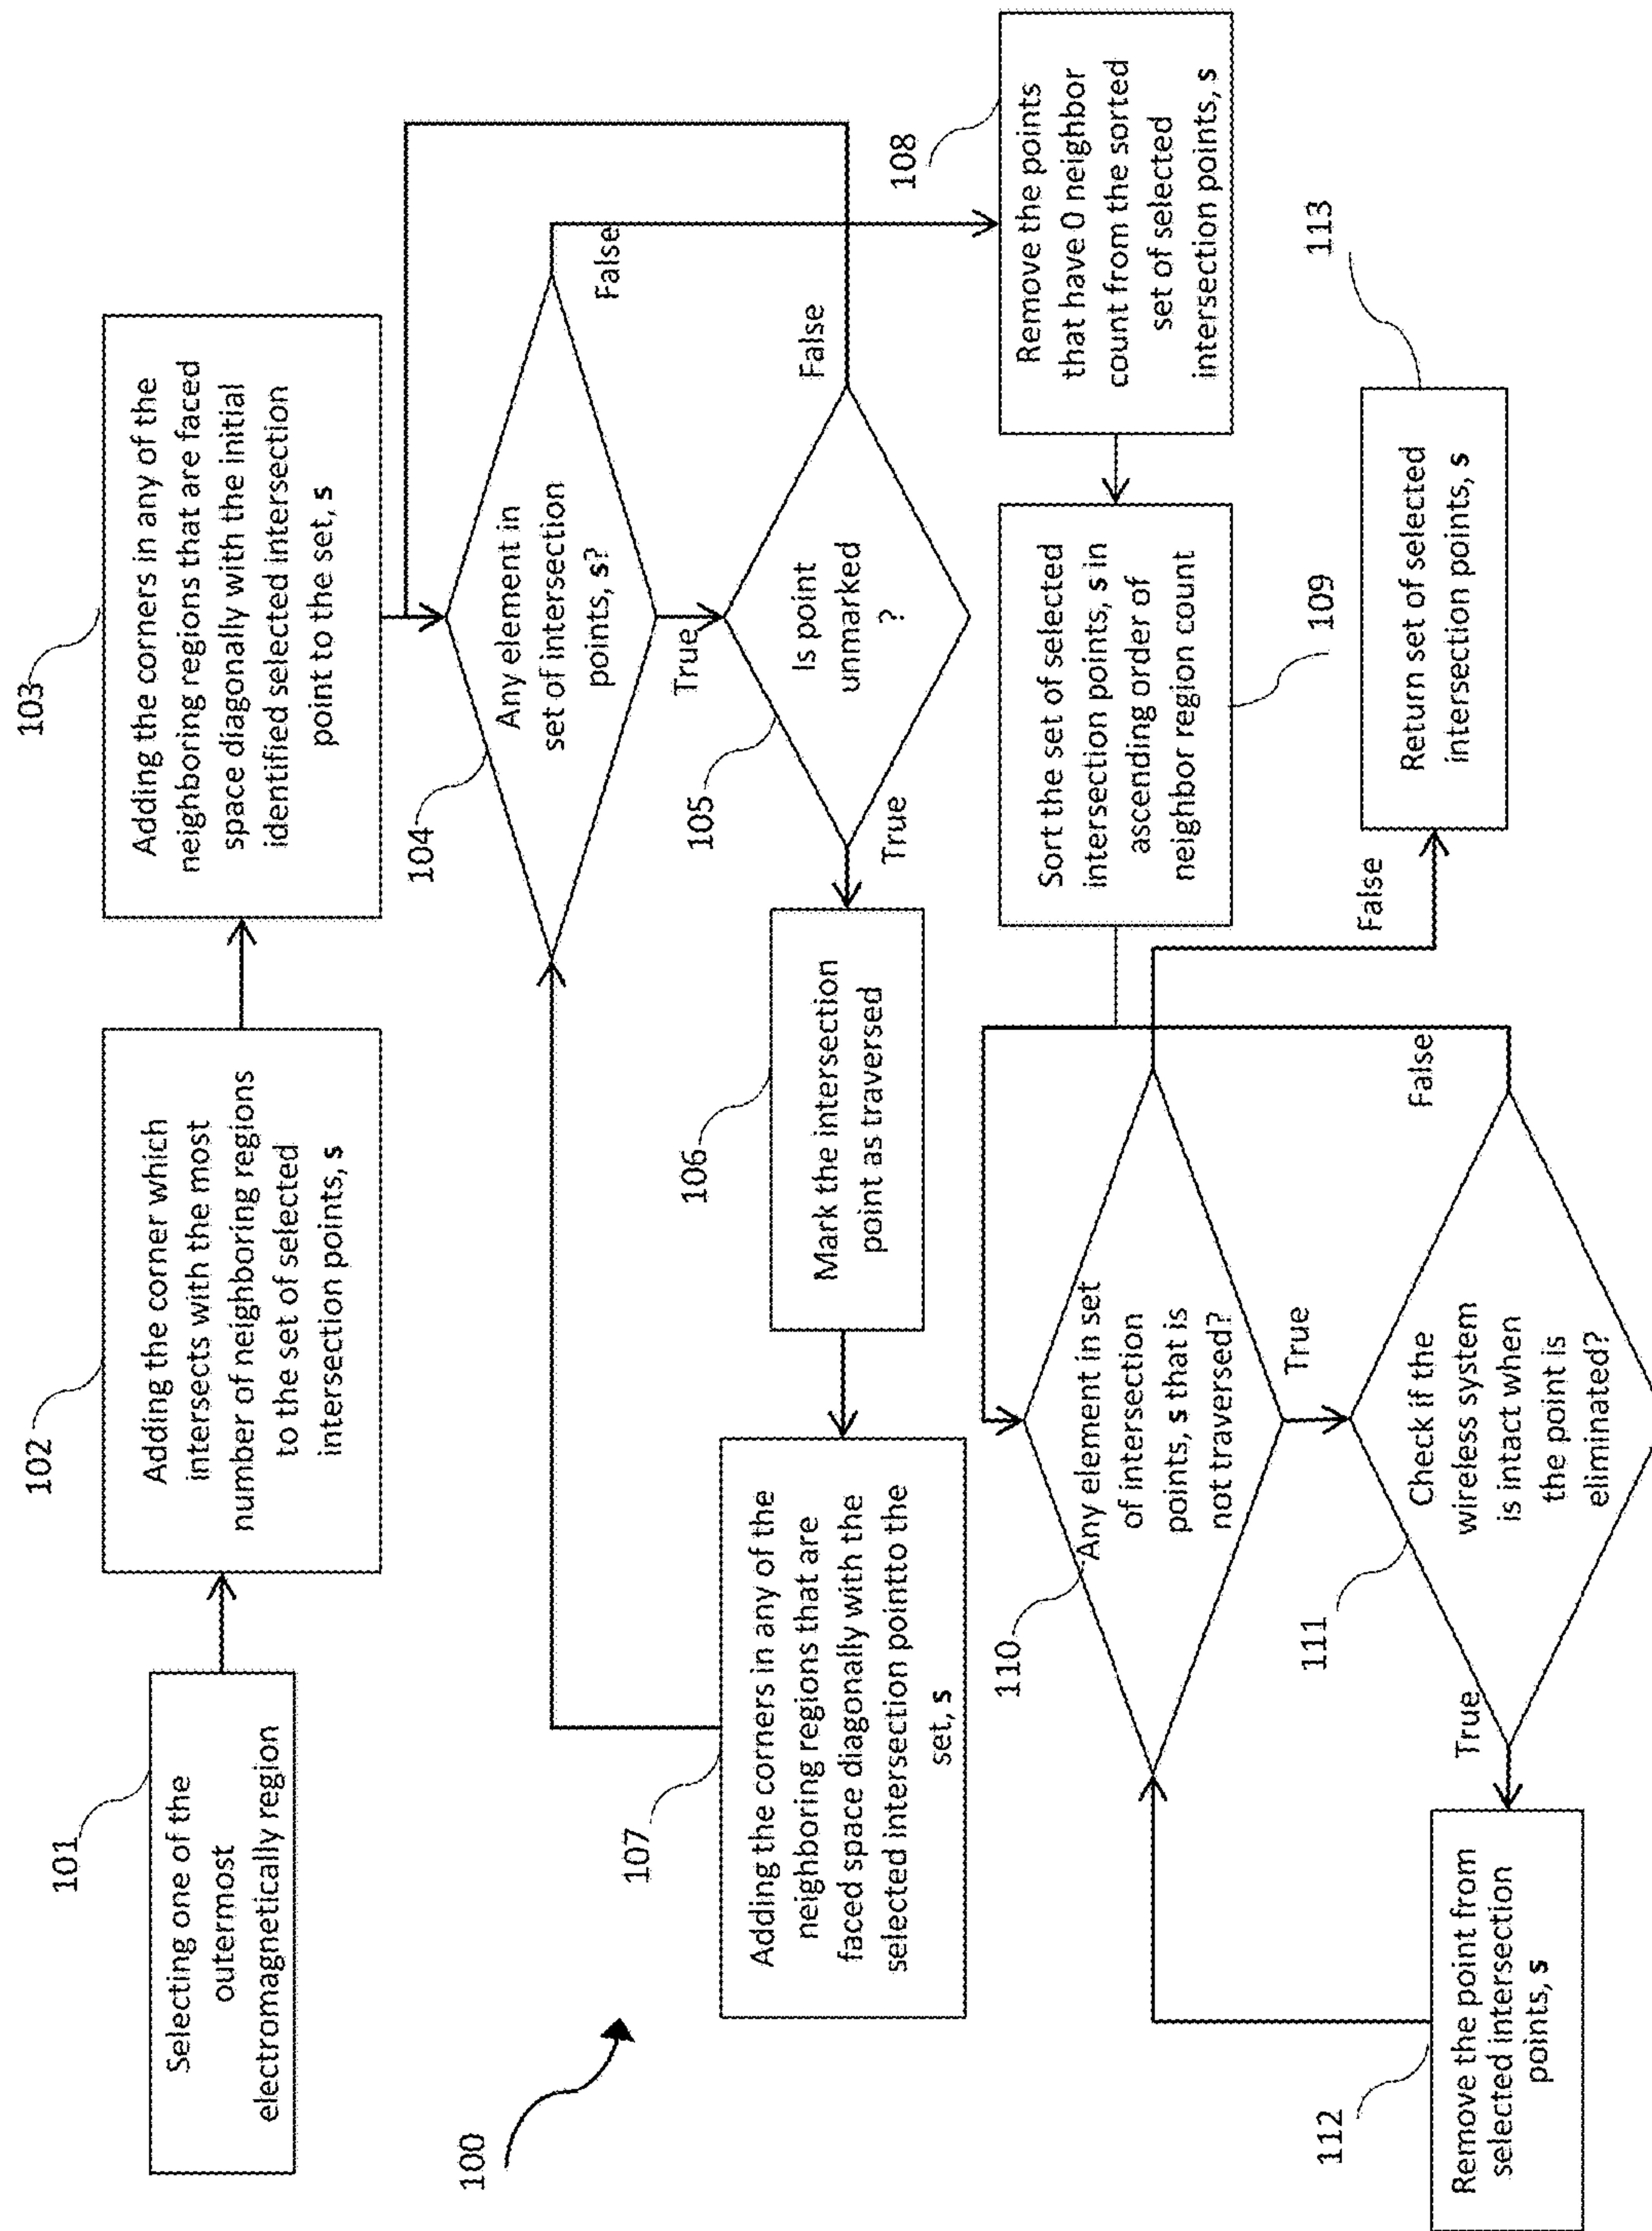 100
101
Selecting one of the
outermost
electromagnetically region
102
Adding the corner which
intersects with the most
number of neighboring regions
to the set of selected
intersection points, s
103
Adding the corners in any of the
neighboring regions that are faced
space diagonally with the initial
identified selected intersection
point to the set, s
104
Any element in
set of intersection
points, s?
True
False
105
Is point
unmarked
?
True
False
106
Mark the intersection
point as traversed
107
Adding the corners in any of the
neighboring regions that are
faced space diagonally with the
selected intersection pointto the
set, s
108
Remove the points
that have 0 neighbor
count from the sorted
set of selected
intersection points, s
109
Sort the set of selected
intersection points, s in
ascending order of
neighbor region count
110
Any element in set
of intersection
points, s that is
not traversed?
True
False
111
Check if the
wireless system
is intact when
the point is
eliminated?
True
False
112
Remove the point from
selected intersection
points, s
113
Return set of selected
intersection points, s